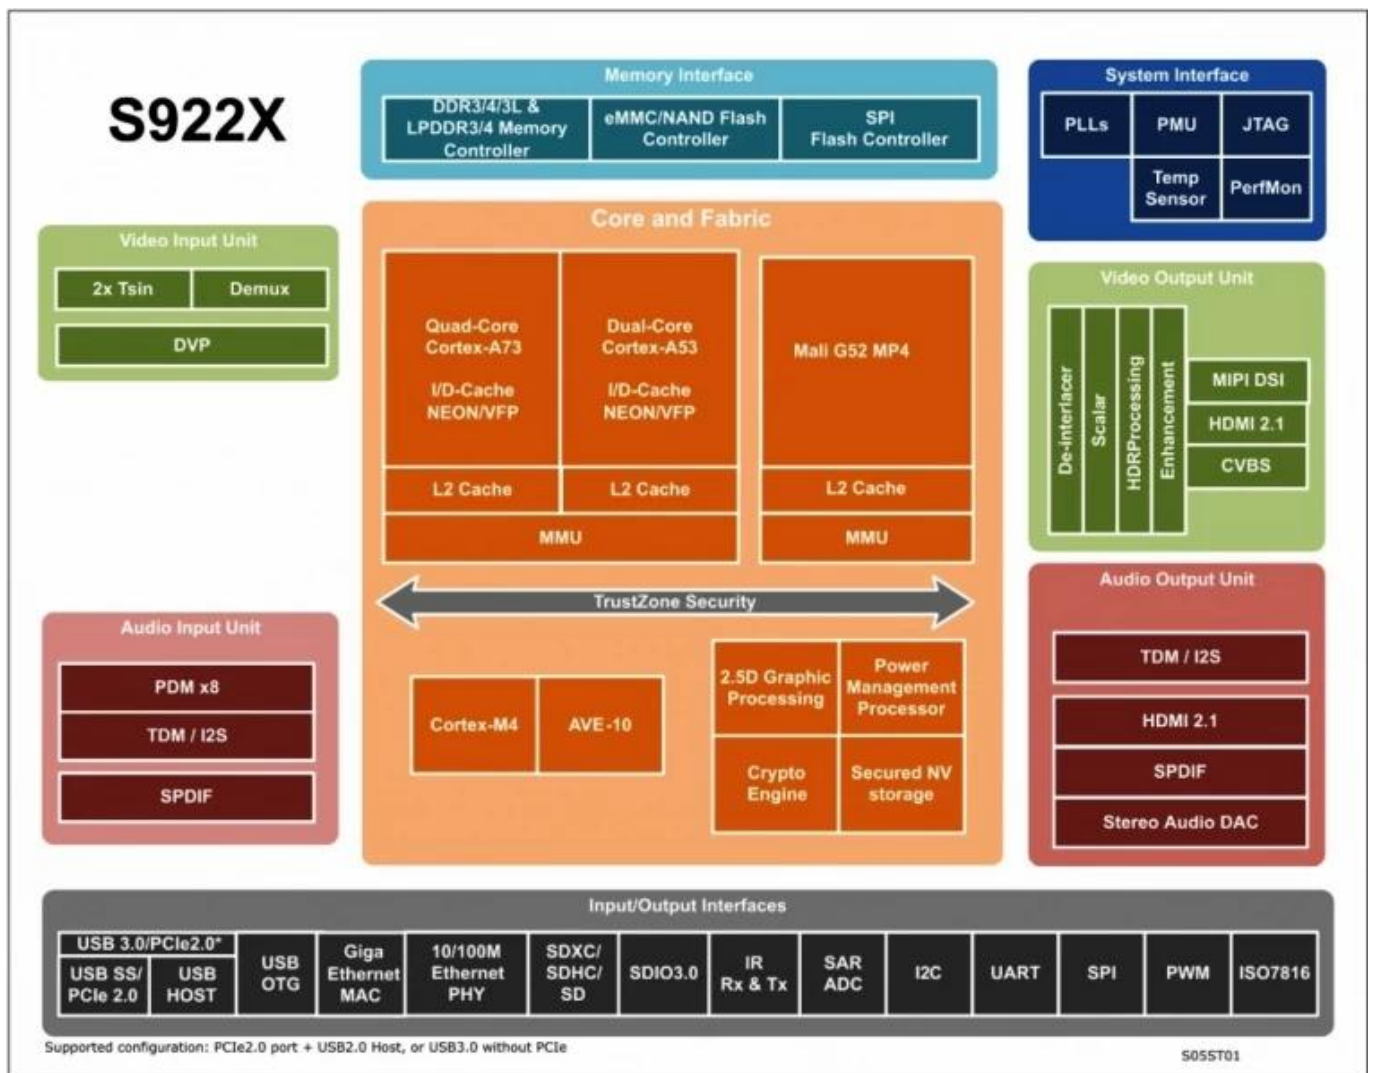 S922X
Memory Interface
DDR3/4/3L &
LPDDR3/4 Memory
Controller
eMMC/NAND Flash
Controller
SPI
Flash Controller
System Interface
PLLs
PMU
JTAG
Temp
Sensor
PerfMon
Video Input Unit
2x Tsin
Demux
DVP
Core and Fabric
Quad-Core
Cortex-A73
I/D-Cache
NEON/VFP
Dual-Core
Cortex-A53
I/D-Cache
NEON/VFP
Mali G52 MP4
L2 Cache
L2 Cache
L2 Cache
MMU
MMU
TrustZone Security
Cortex-M4
AVE-10
2.5D Graphic
Processing
Power
Management
Processor
Crypto
Engine
Secured NV
storage
Video Output Unit
De-interlacer
Scalar
HDRProcessing
Enhancement
MIPI DSI
HDMI 2.1
CVBS
Audio Input Unit
PDM x8
TDM / I2S
SPDIF
Audio Output Unit
TDM / I2S
HDMI 2.1
SPDIF
Stereo Audio DAC
Input/Output Interfaces
USB 3.0/PCIe2.0*
USB SS/
PCIe 2.0
USB
HOST
USB
OTG
Giga
Ethernet
MAC
10/100M
Ethernet
PHY
SDXC/
SDHC/
SD
SDIO3.0
IR
Rx & Tx
SAR
ADC
I2C
UART
SPI
PWM
ISO7816
Supported configuration: PCIe2.0 port + USB2.0 Host, or USB3.0 without PCIe
S05ST01